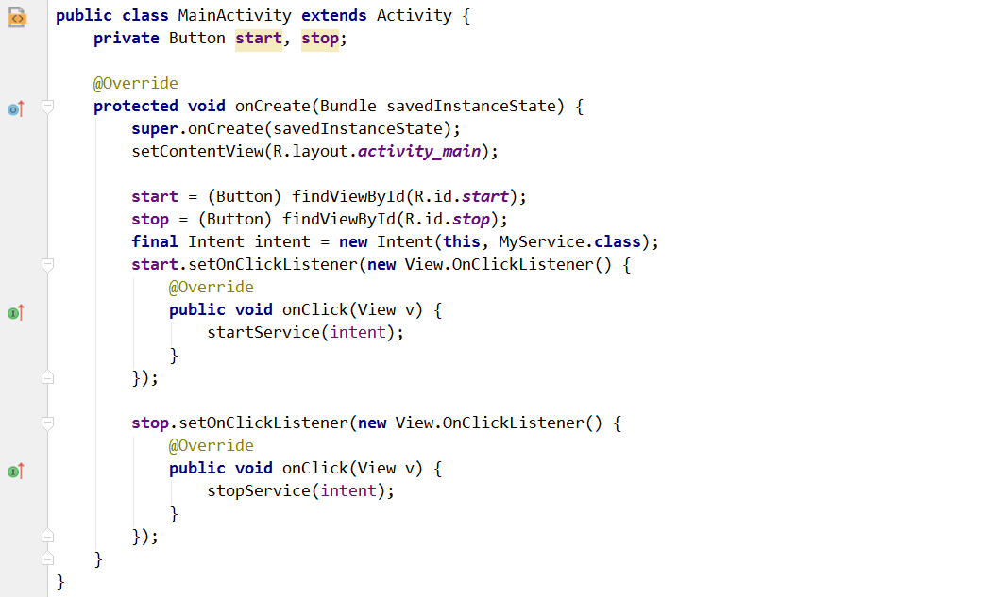 public class MainActivity extends Activity {
    private Button start, stop;

    @Override
    protected void onCreate(Bundle savedInstanceState) {
        super.onCreate(savedInstanceState);
        setContentView(R.layout.activity_main);

        start = (Button) findViewById(R.id.start);
        stop = (Button) findViewById(R.id.stop);
        final Intent intent = new Intent(this, MyService.class);
        start.setOnClickListener(new View.OnClickListener() {
            @Override
            public void onClick(View v) {
                startService(intent);
            }
        });

        stop.setOnClickListener(new View.OnClickListener() {
            @Override
            public void onClick(View v) {
                stopService(intent);
            }
        });
    }
}